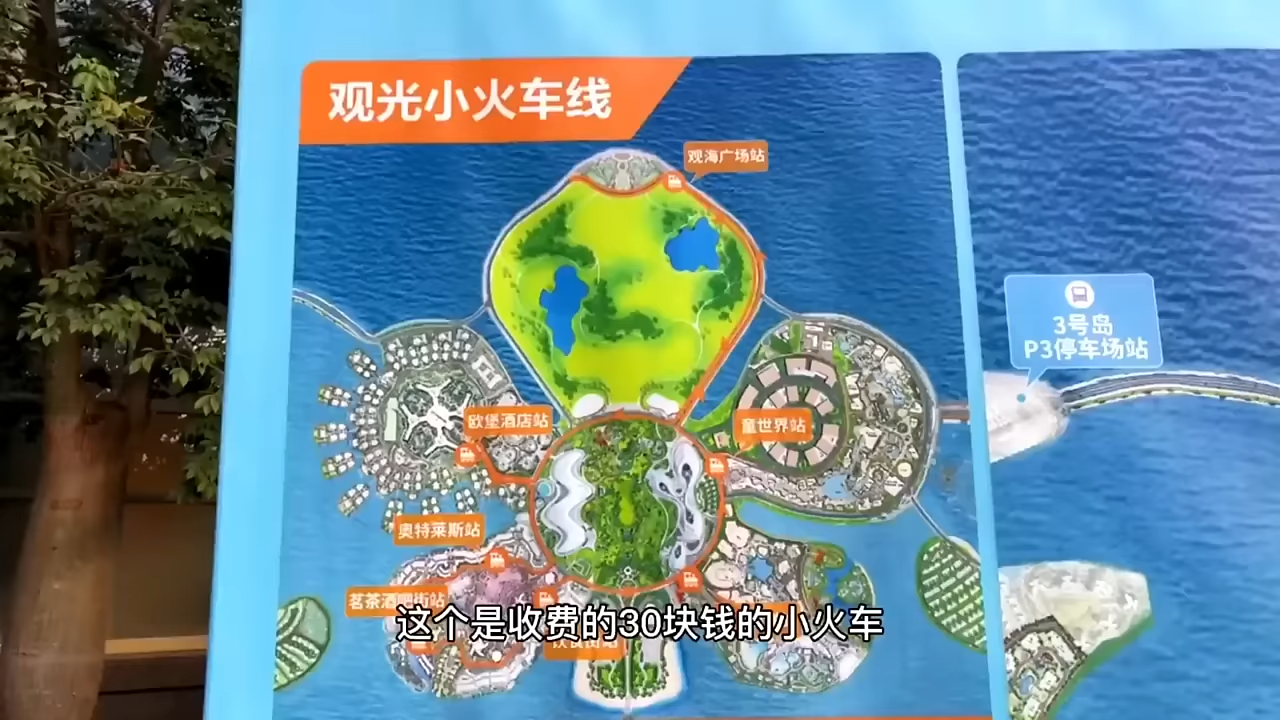 观光小火车线
观海广场站
3号岛
P3停车场站
欧堡酒店站
童世界站
奥特莱斯站
茗茶酒吧街站
这个是收费的30块钱的小火车